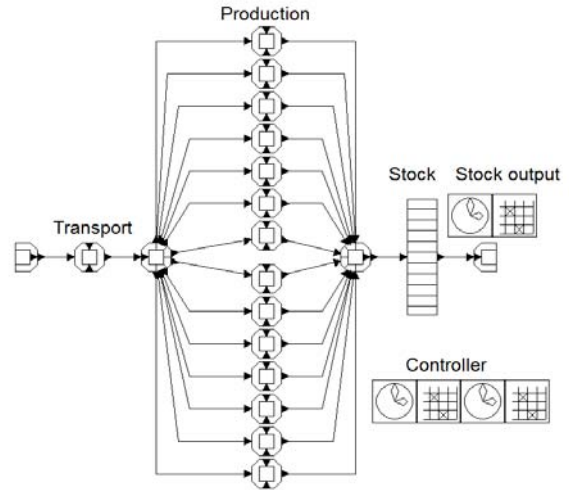 Production
Stock
Stock output
Transport
Controller